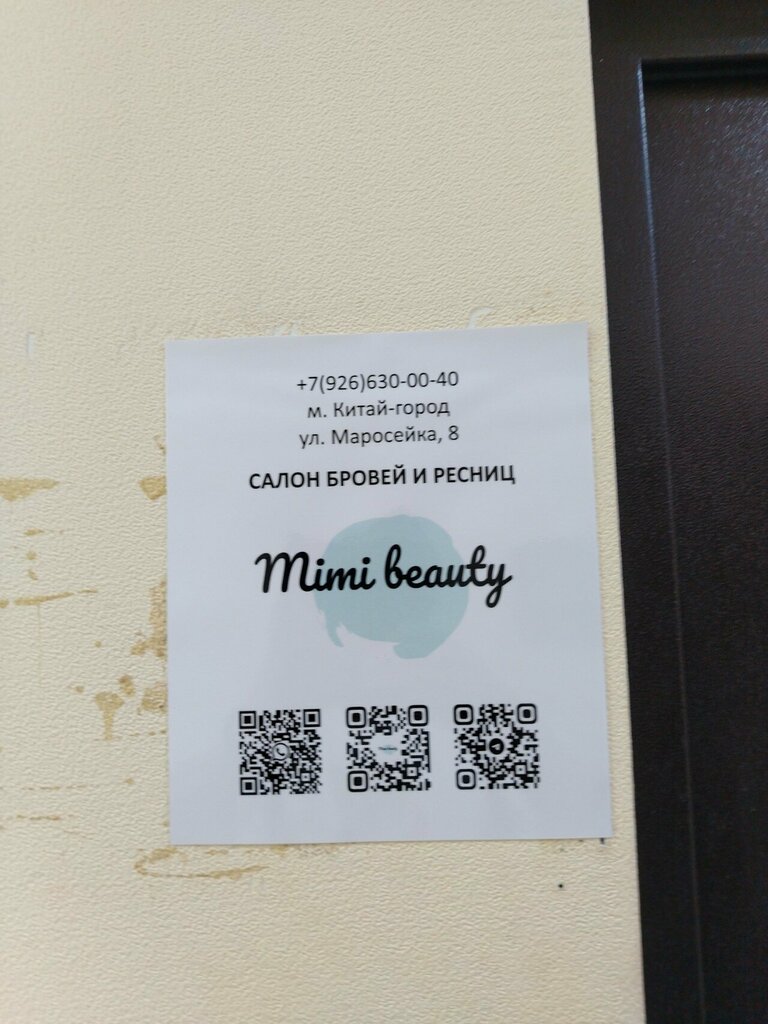 +7(926)630-00-40
м. Китай-город
ул. Маросейка, 8
САЛОН БРОВЕЙ И РЕСНИЦ
Mimi beauty